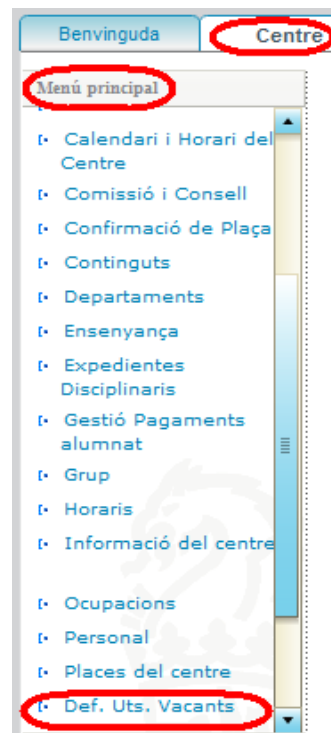 Benvinguda
Centre
Menú principal
Calendari i Horari del
Centre
Comissió i Consell
Confirmació de Plaça
Continguts
Departaments
Ensenyança
Expedientes
Disciplinaris
Gestió Pagaments
alumnat
Grup
Horaris
Informació del centre
Ocupacions
Personal
Places del centre
Def. Uts. Vacants